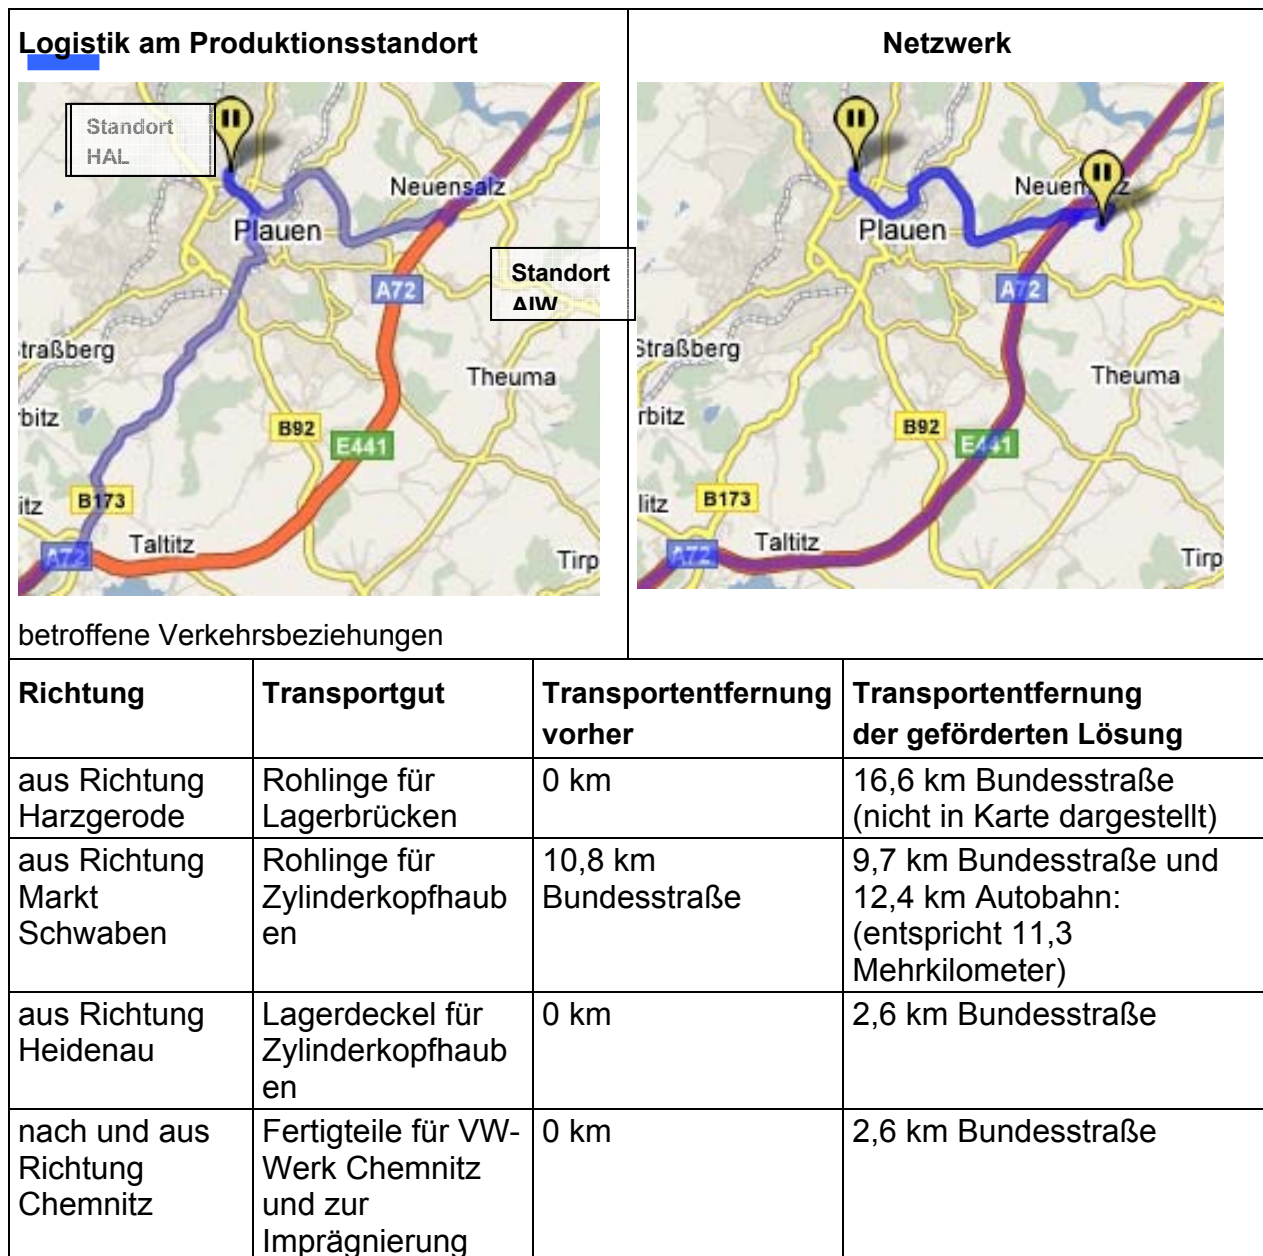 Logistik am Produktionsstandort
Netzwerk
Standort
HAL
Neuensalz
Plauen
A72
Standort
AIW
traßberg
Theuma
rbitz
B92
E441
itz
B173
Taltitz
A72
Tirp
Plauen
A72
Straßberg
Theuma
rbitz
B92
E441
litz
B173
Taltitz
A72
Tirp
betroffene Verkehrsbeziehungen
Richtung
Transportgut
Transportentfernung
vorher
Transportentfernung
der geförderten Lösung
aus Richtung
Harzgerode
Rohlinge für
Lagerbrücken
0 km
16,6 km Bundesstraße
(nicht in Karte dargestellt)
aus Richtung
Markt
Schwaben
Rohlinge für
Zylinderkopfhaub
en
10,8 km
Bundesstraße
9,7 km Bundesstraße und
12,4 km Autobahn:
(entspricht 11,3
Mehrkilometer)
aus Richtung
Heidenau
Lagerdeckel für
Zylinderkopfhaub
en
0 km
2,6 km Bundesstraße
nach und aus
Richtung
Chemnitz
Fertigteile für VW-
Werk Chemnitz
und zur
Imprägnierung
0 km
2,6 km Bundesstraße